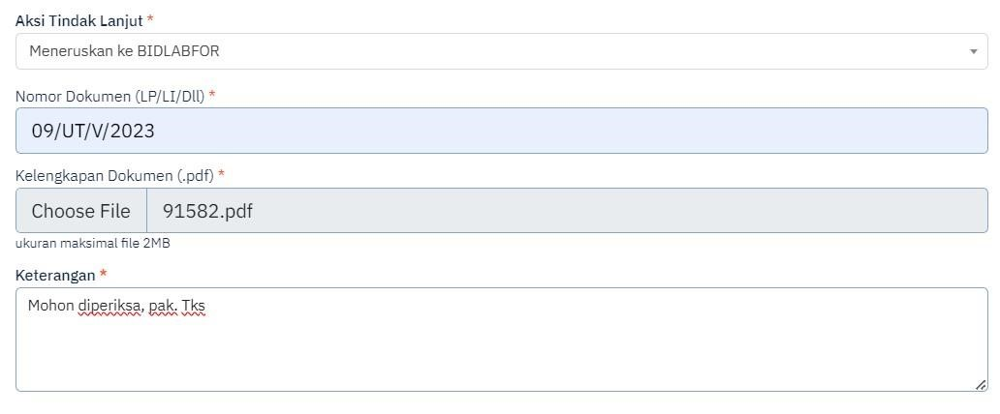 Aksi Tindak Lanjut *
Meneruskan ke BIDLABFOR
Nomor Dokumen (LP/LI/Dll) *
09/UT/V/2023
Kelengkapan Dokumen (.pdf) *
Choose File 91582.pdf
ukuran maksimal file 2MB
Keterangan *
Mohon diperiksa, pak. Tks